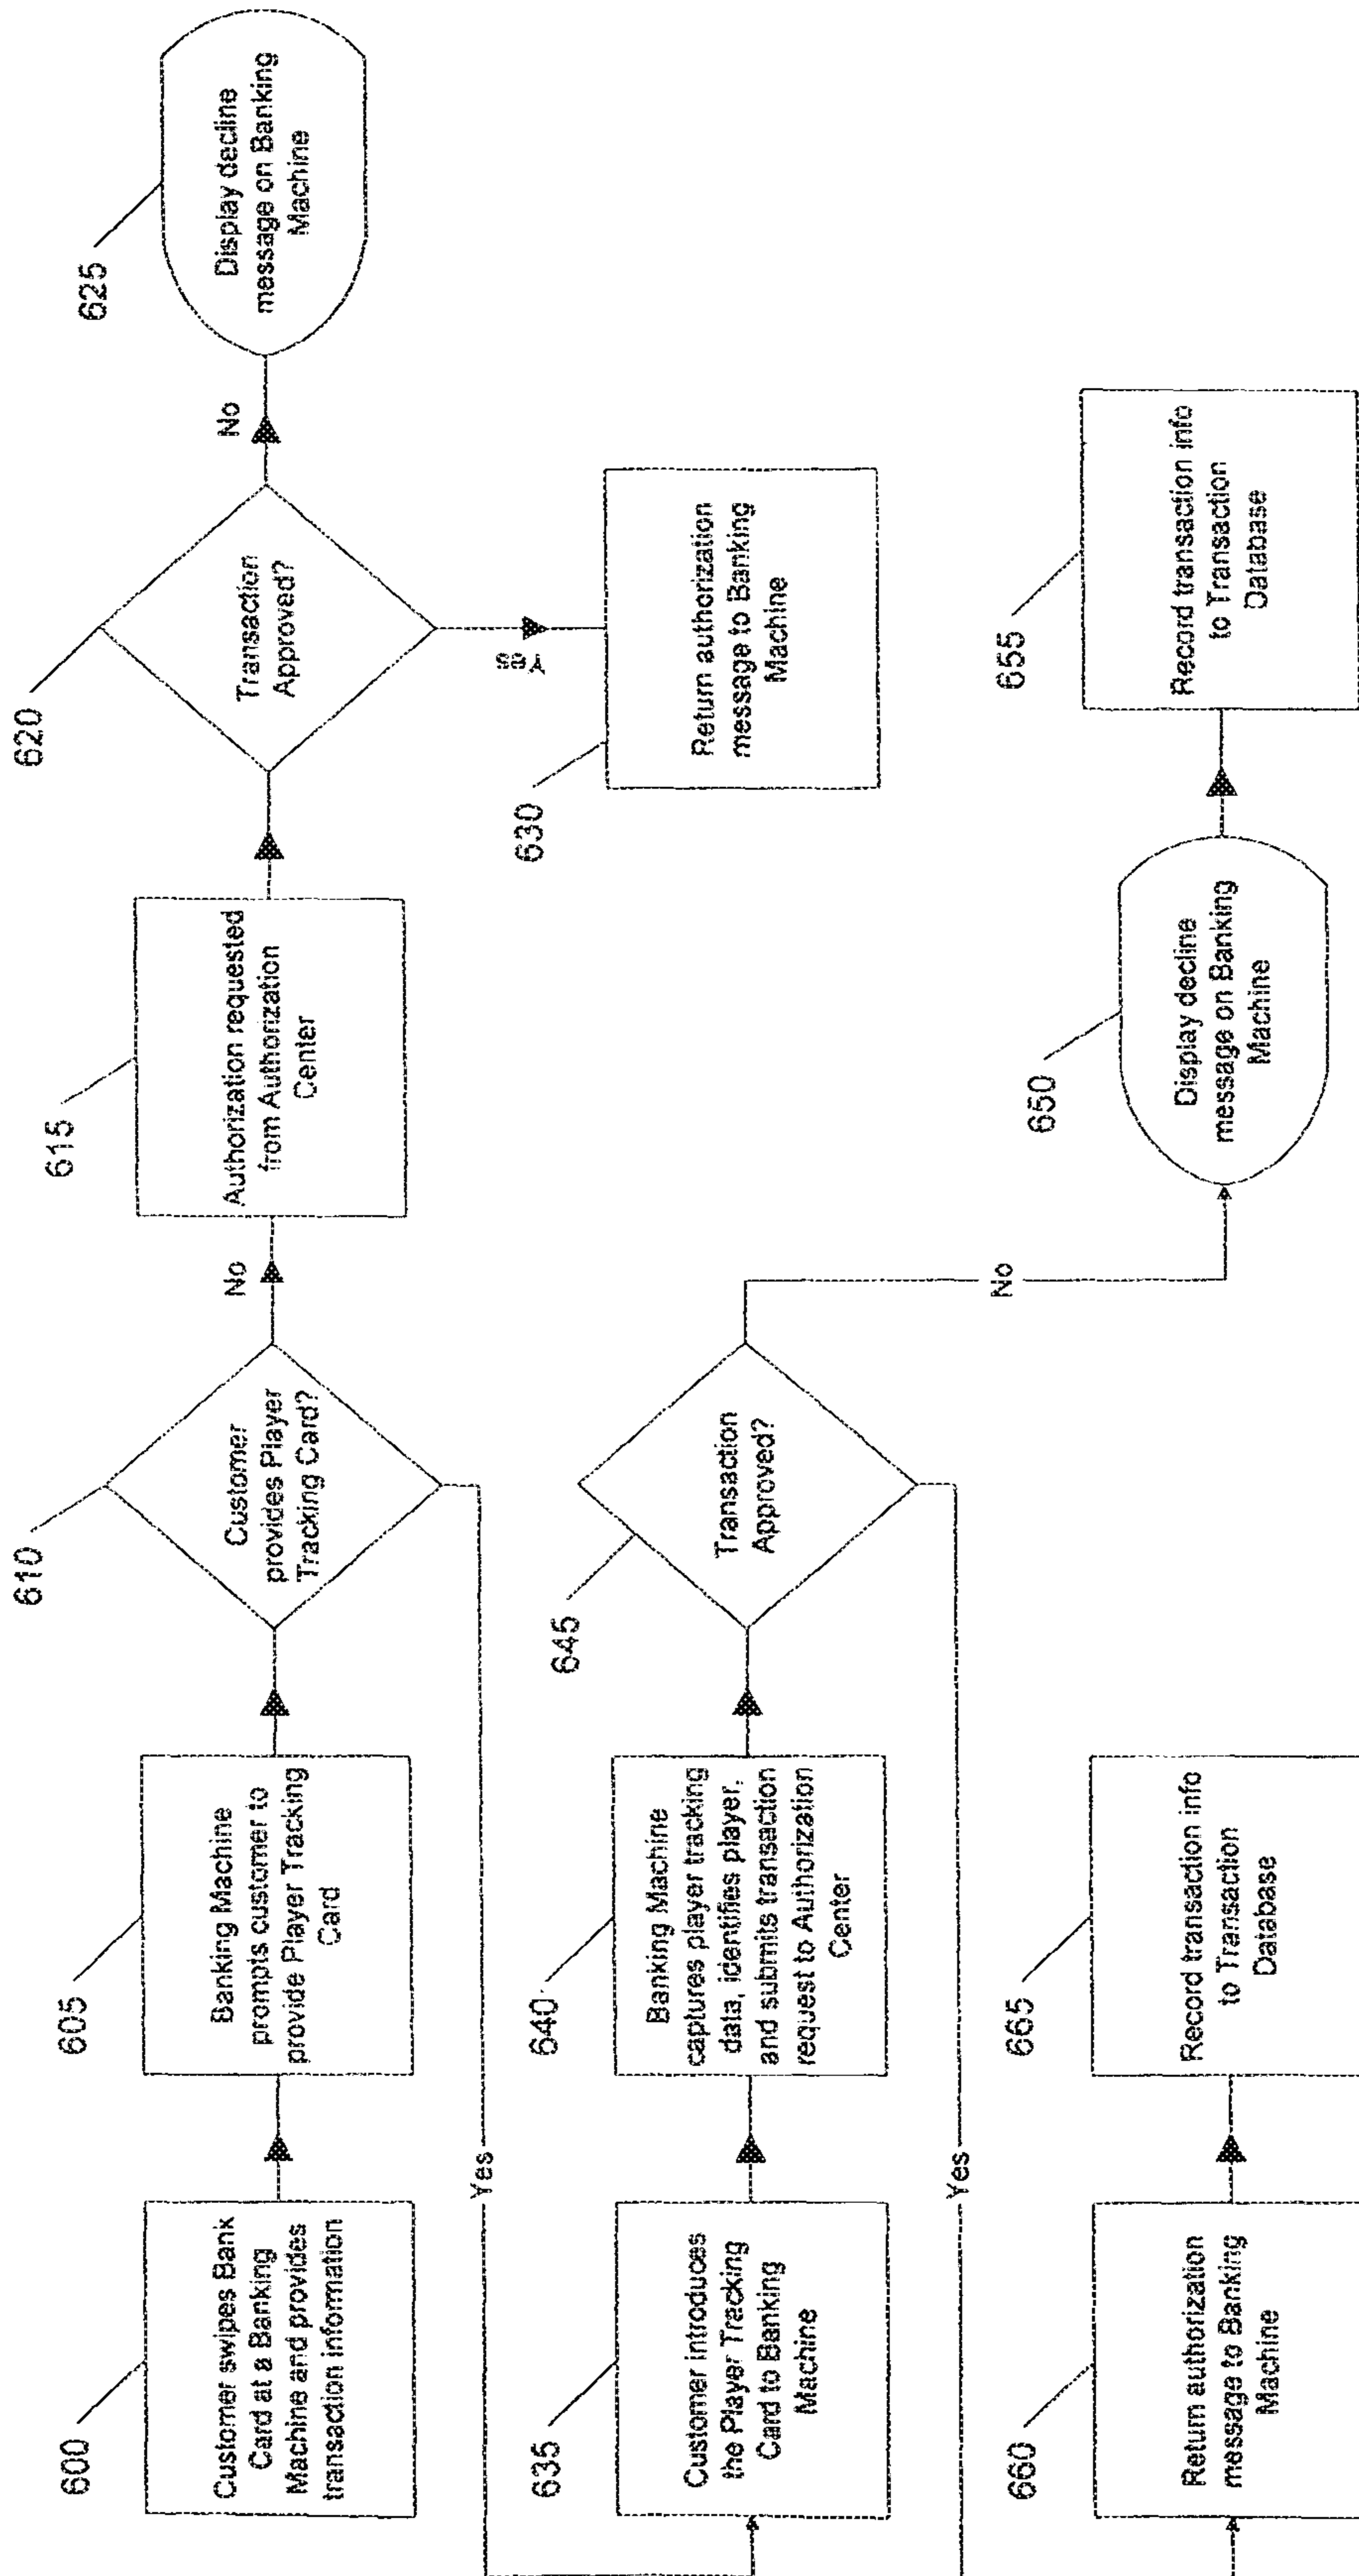 600
Customer swipes Bank
Card at a Banking
Machine and provides
transaction information
605
Banking Machine
prompts customer to
provide Player Tracking
Card
610
Customer
provides Player
Tracking Card?
No
615
Authorization requested
from Authorization
Center
620
Transaction
Approved?
No
625
Display decline
message on Banking
Machine
Yes
630
Return authorization
message to Banking
Machine
Yes
635
Customer introduces
the Player Tracking
Card to Banking
Machine
640
Banking Machine
captures player tracking
data, identifies player,
and submits transaction
request to Authorization
Center
645
Transaction
Approved?
No
650
Display decline
message on Banking
Machine
655
Record transaction info
to Transaction
Database
Yes
660
Return authorization
message to Banking
Machine
665
Record transaction info
to Transaction
Database